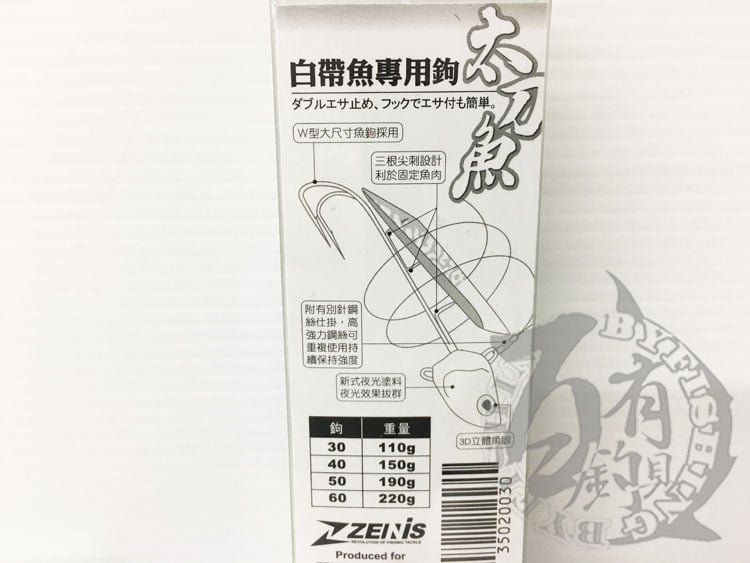 太刀魚
白帶魚專用鉤
ダブルエサ止め、フックでエサ付も簡単。
W型大尺寸魚鉤採用
三根尖刺設計
利於固定魚肉
附有別針鋼
絲仕掛，高
強力鋼絲可
重複使用持
續保持強度
新式夜光塗料
夜光效果拔群
3D立體魚眼
鉤 重量
30 110g
40 150g
50 190g
60 220g
ZENIS
REVOLUTION OF FISHING TACKLE
Produced for
35020030
百有釣具
BYFISHING